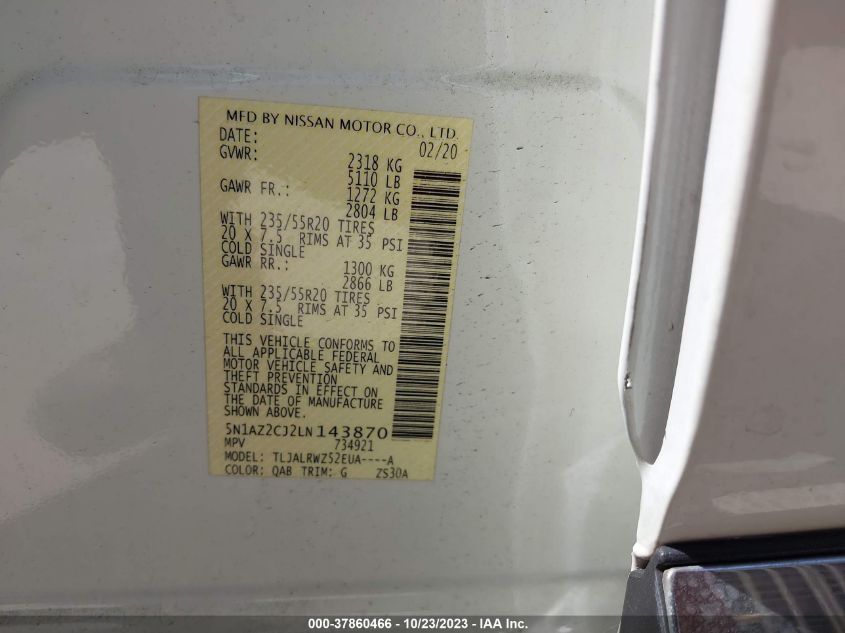 MFD BY NISSAN MOTOR CO., LTD.
DATE: 02/20
GVWR: 2318 KG
5110 LB
GAWR FR.: 1272 KG
2804 LB
WITH 235/55R20 TIRES
20 X 7.5 RIMS AT 35 PSI
COLD SINGLE
GAWR RR.: 1300 KG
2866 LB
WITH 235/55R20 TIRES
20 X 7.5 RIMS AT 35 PSI
COLD SINGLE
THIS VEHICLE CONFORMS TO
ALL APPLICABLE FEDERAL
MOTOR VEHICLE SAFETY AND
THEFT PREVENTION
STANDARDS IN EFFECT ON
THE DATE OF MANUFACTURE
SHOWN ABOVE.
5N1AZ2CJ2LN143870
MPV 734921
MODEL: TLJALRWZ52EUA----A
COLOR: QAB TRIM: G ZS30A
000-37860466 - 10/23/2023 - IAA Inc.